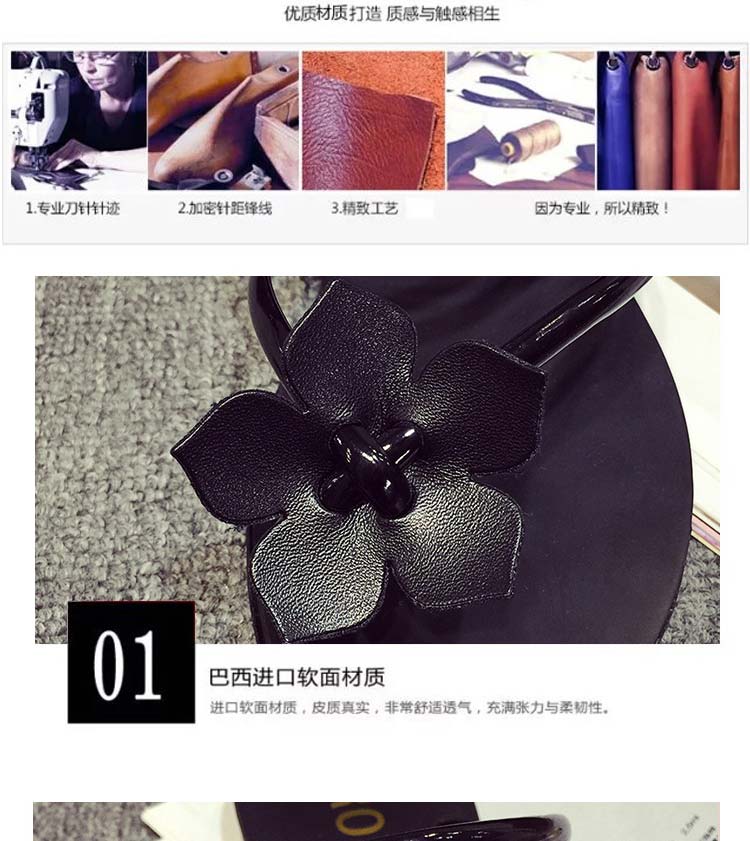 优质材质打造 质感与触感相生
1.专业刀针针迹 2.加密针距锋线 3.精致工艺 因为专业，所以精致！
01
巴西进口软面材质
进口软面材质，皮质真实，非常舒适透气，充满张力与柔韧性。